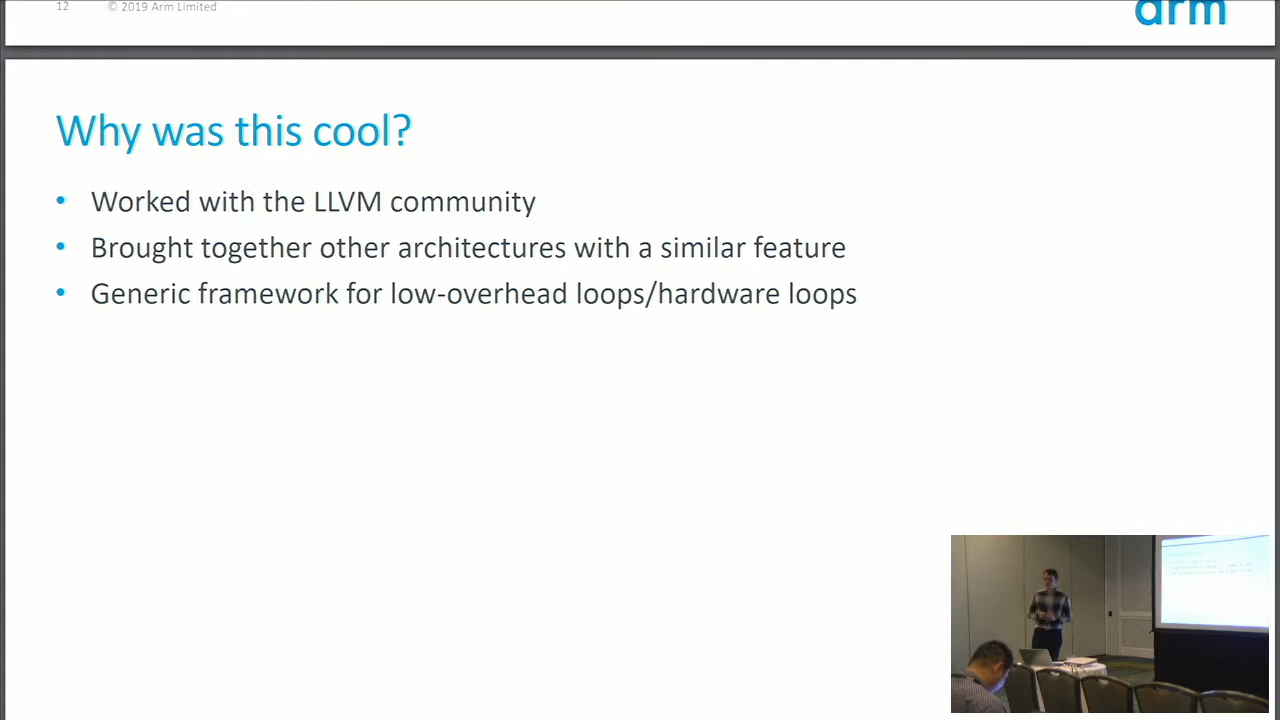 12 © 2019 Arm Limited
arm
Why was this cool?
• Worked with the LLVM community
• Brought together other architectures with a similar feature
• Generic framework for low-overhead loops/hardware loops